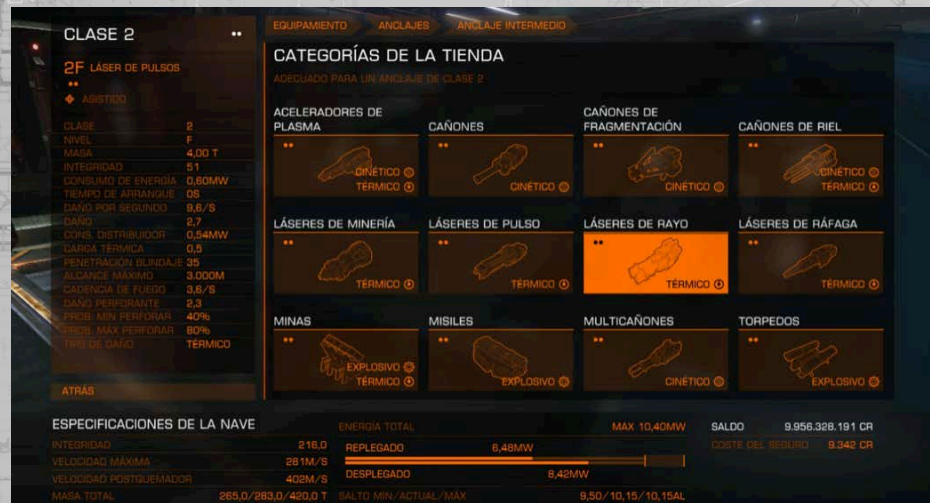 CLASE 2
2F LÁSER DE PULSOS
ASISTIDO
CLASE 2
NIVEL F
MASA 4,00 T
INTEGRIDAD 51
CONSUMO DE ENERGÍA 0,60MW
TIEMPO DE ARRANQUE 0S
DAÑO POR SEGUNDO 9,6/S
DAÑO 2,7
CONS. DISTRIBUIDOR 0,54MW
CARGA TÉRMICA 0,5
PENETRACIÓN BLINDAJE 35
ALCANCE MÁXIMO 3.000M
CADENCIA DE FUEGO 3,6/S
DAÑO PERFORANTE 2,3
PROB. MIN PERFORAR 40%
PROB. MÁX PERFORAR 80%
TIPO DE DAÑO TÉRMICO
ATRÁS
EQUIPAMIENTO ANCLAJES ANCLAJE INTERMEDIO
CATEGORÍAS DE LA TIENDA
ADECUADO PARA UN ANCLAJE DE CLASE 2
ACELERADORES DE PLASMA
CINÉTICO
TÉRMICO
CAÑONES
CINÉTICO
CAÑONES DE FRAGMENTACIÓN
CINÉTICO
CAÑONES DE RIEL
CINÉTICO
TÉRMICO
LÁSERES DE MINERÍA
TÉRMICO
LÁSERES DE PULSO
TÉRMICO
LÁSERES DE RAYO
TÉRMICO
LÁSERES DE RÁFAGA
TÉRMICO
MINAS
EXPLOSIVO
TÉRMICO
MISILES
EXPLOSIVO
MULTICAÑONES
CINÉTICO
TORPEDOS
EXPLOSIVO
ESPECIFICACIONES DE LA NAVE
INTEGRIDAD 216,0
VELOCIDAD MÁXIMA 281M/S
VELOCIDAD POSTQUEMADOR 402M/S
MASA TOTAL 265,0/283,0/420,0 T
ENERGÍA TOTAL MAX 10,40MW
REPLEGADO 6,48MW
DESPLEGADO 8,42MW
SALTO MIN/ACTUAL/MÁX 9,50/10,15/10,15AL
SALDO 9.956.328.191 CR
COSTE DEL SEGURO 9.342 CR